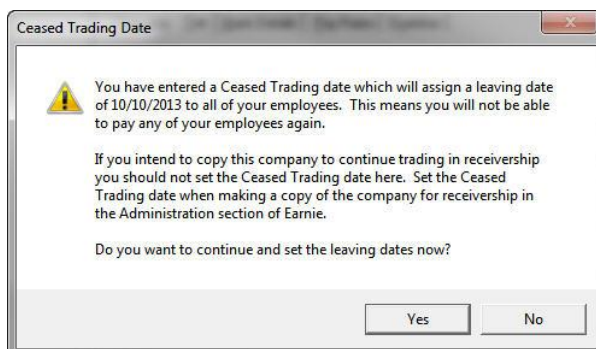 Ceased Trading Date
You have entered a Ceased Trading date which will assign a leaving date
of 10/10/2013 to all of your employees.  This means you will not be able
to pay any of your employees again.
If you intend to copy this company to continue trading in receivership
you should not set the Ceased Trading date here.  Set the Ceased
Trading date when making a copy of the company for receivership in
the Administration section of Earnie.
Do you want to continue and set the leaving dates now?
Yes
No